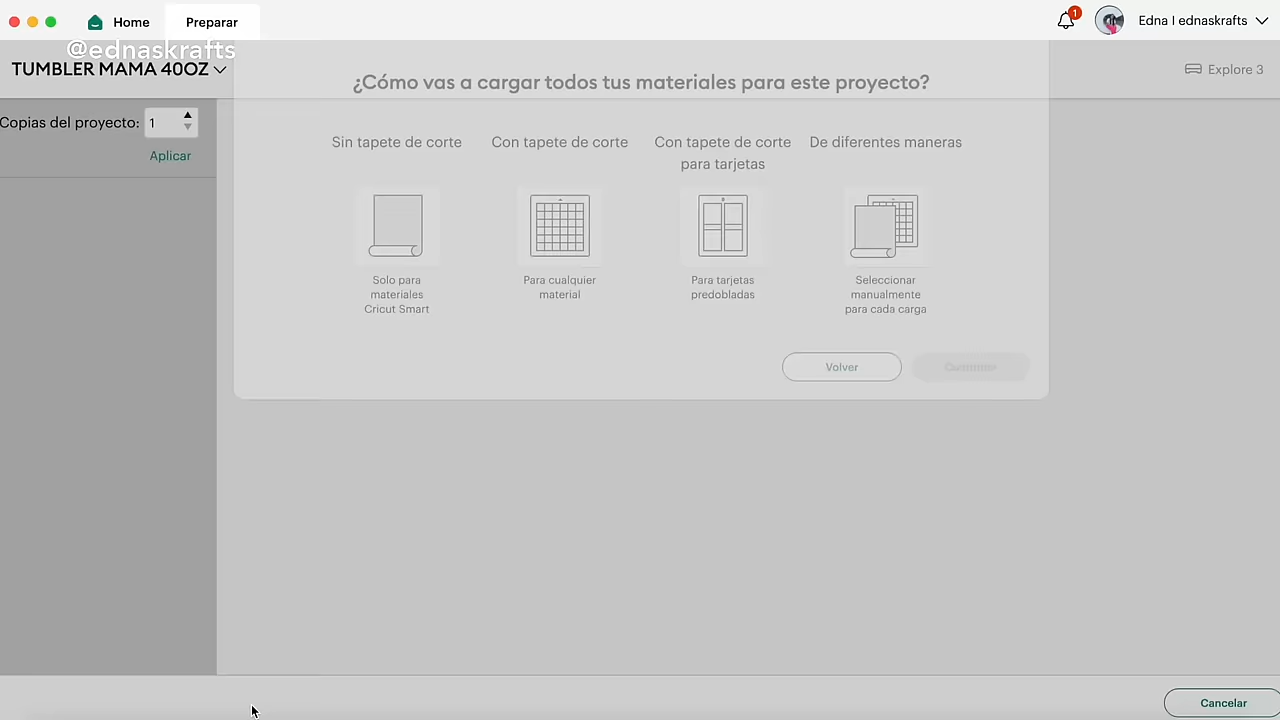 Home
Preparar
1
Edna | ednaskrafts
@ednaskrafts
TUMBLER MAMA 40OZ
Explore 3
¿Cómo vas a cargar todos tus materiales para este proyecto?
Copias del proyecto: 1
Aplicar
Sin tapete de corte
Con tapete de corte
Con tapete de corte
para tarjetas
De diferentes maneras
Solo para
materiales
Cricut Smart
Para cualquier
material
Para tarjetas
predobladas
Seleccionar
manualmente
para cada carga
Volver
Cancelar